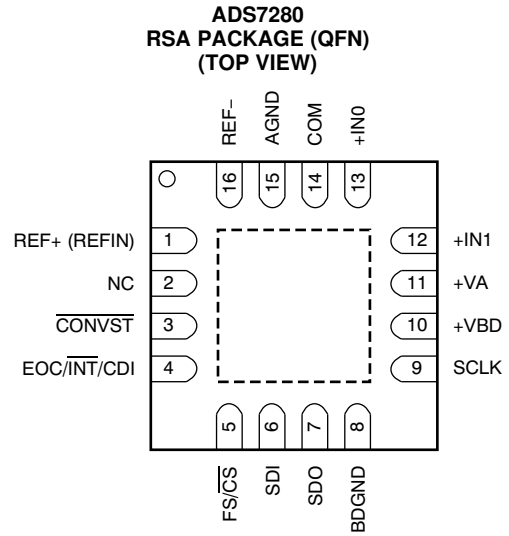 ADS7280
RSA PACKAGE (QFN)
(TOP VIEW)
REF−
AGND
COM
+IN0
16
15
14
13
REF+ (REFIN) 1
NC 2
CONVST 3
EOC/INT/CDI 4
12 +IN1
11 +VA
10 +VBD
9 SCLK
5
6
7
8
FS/CS
SDI
SDO
BDGND